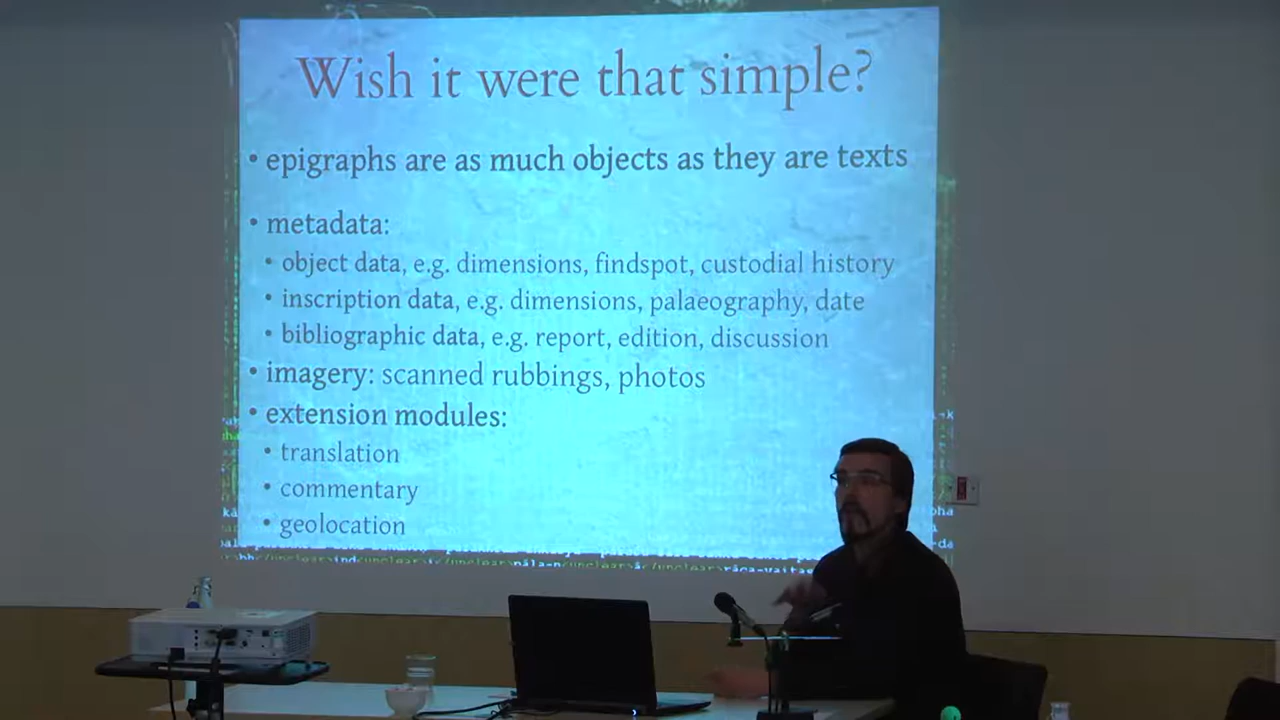 Wish it were that simple?
• epigraphs are as much objects as they are texts
• metadata:
• object data, e.g. dimensions, findspot, custodial history
• inscription data, e.g. dimensions, palaeography, date
• bibliographic data, e.g. report, edition, discussion
• imagery: scanned rubbings, photos
• extension modules:
• translation
• commentary
• geolocation